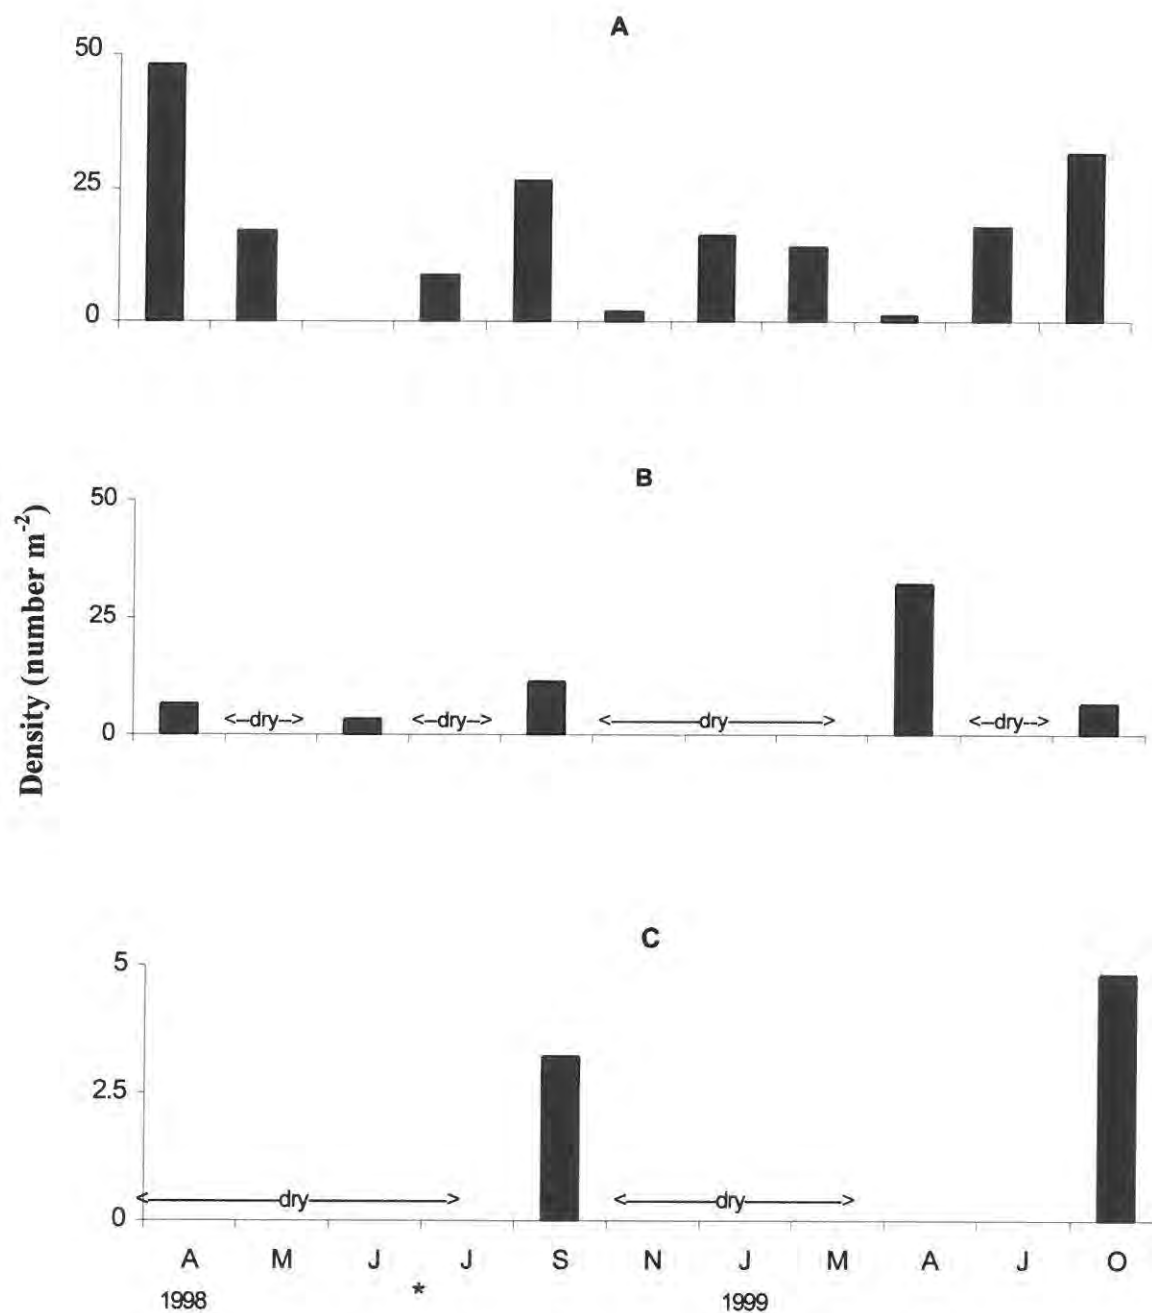 A
50
25
0
B
50
25
0
<--dry-->
<--dry-->
<--dry-->
<--dry-->
Density (number m⁻²)
C
5
2.5
0
<--dry-->
<--dry-->
A M J J S N J M A J O
1998 * 1999